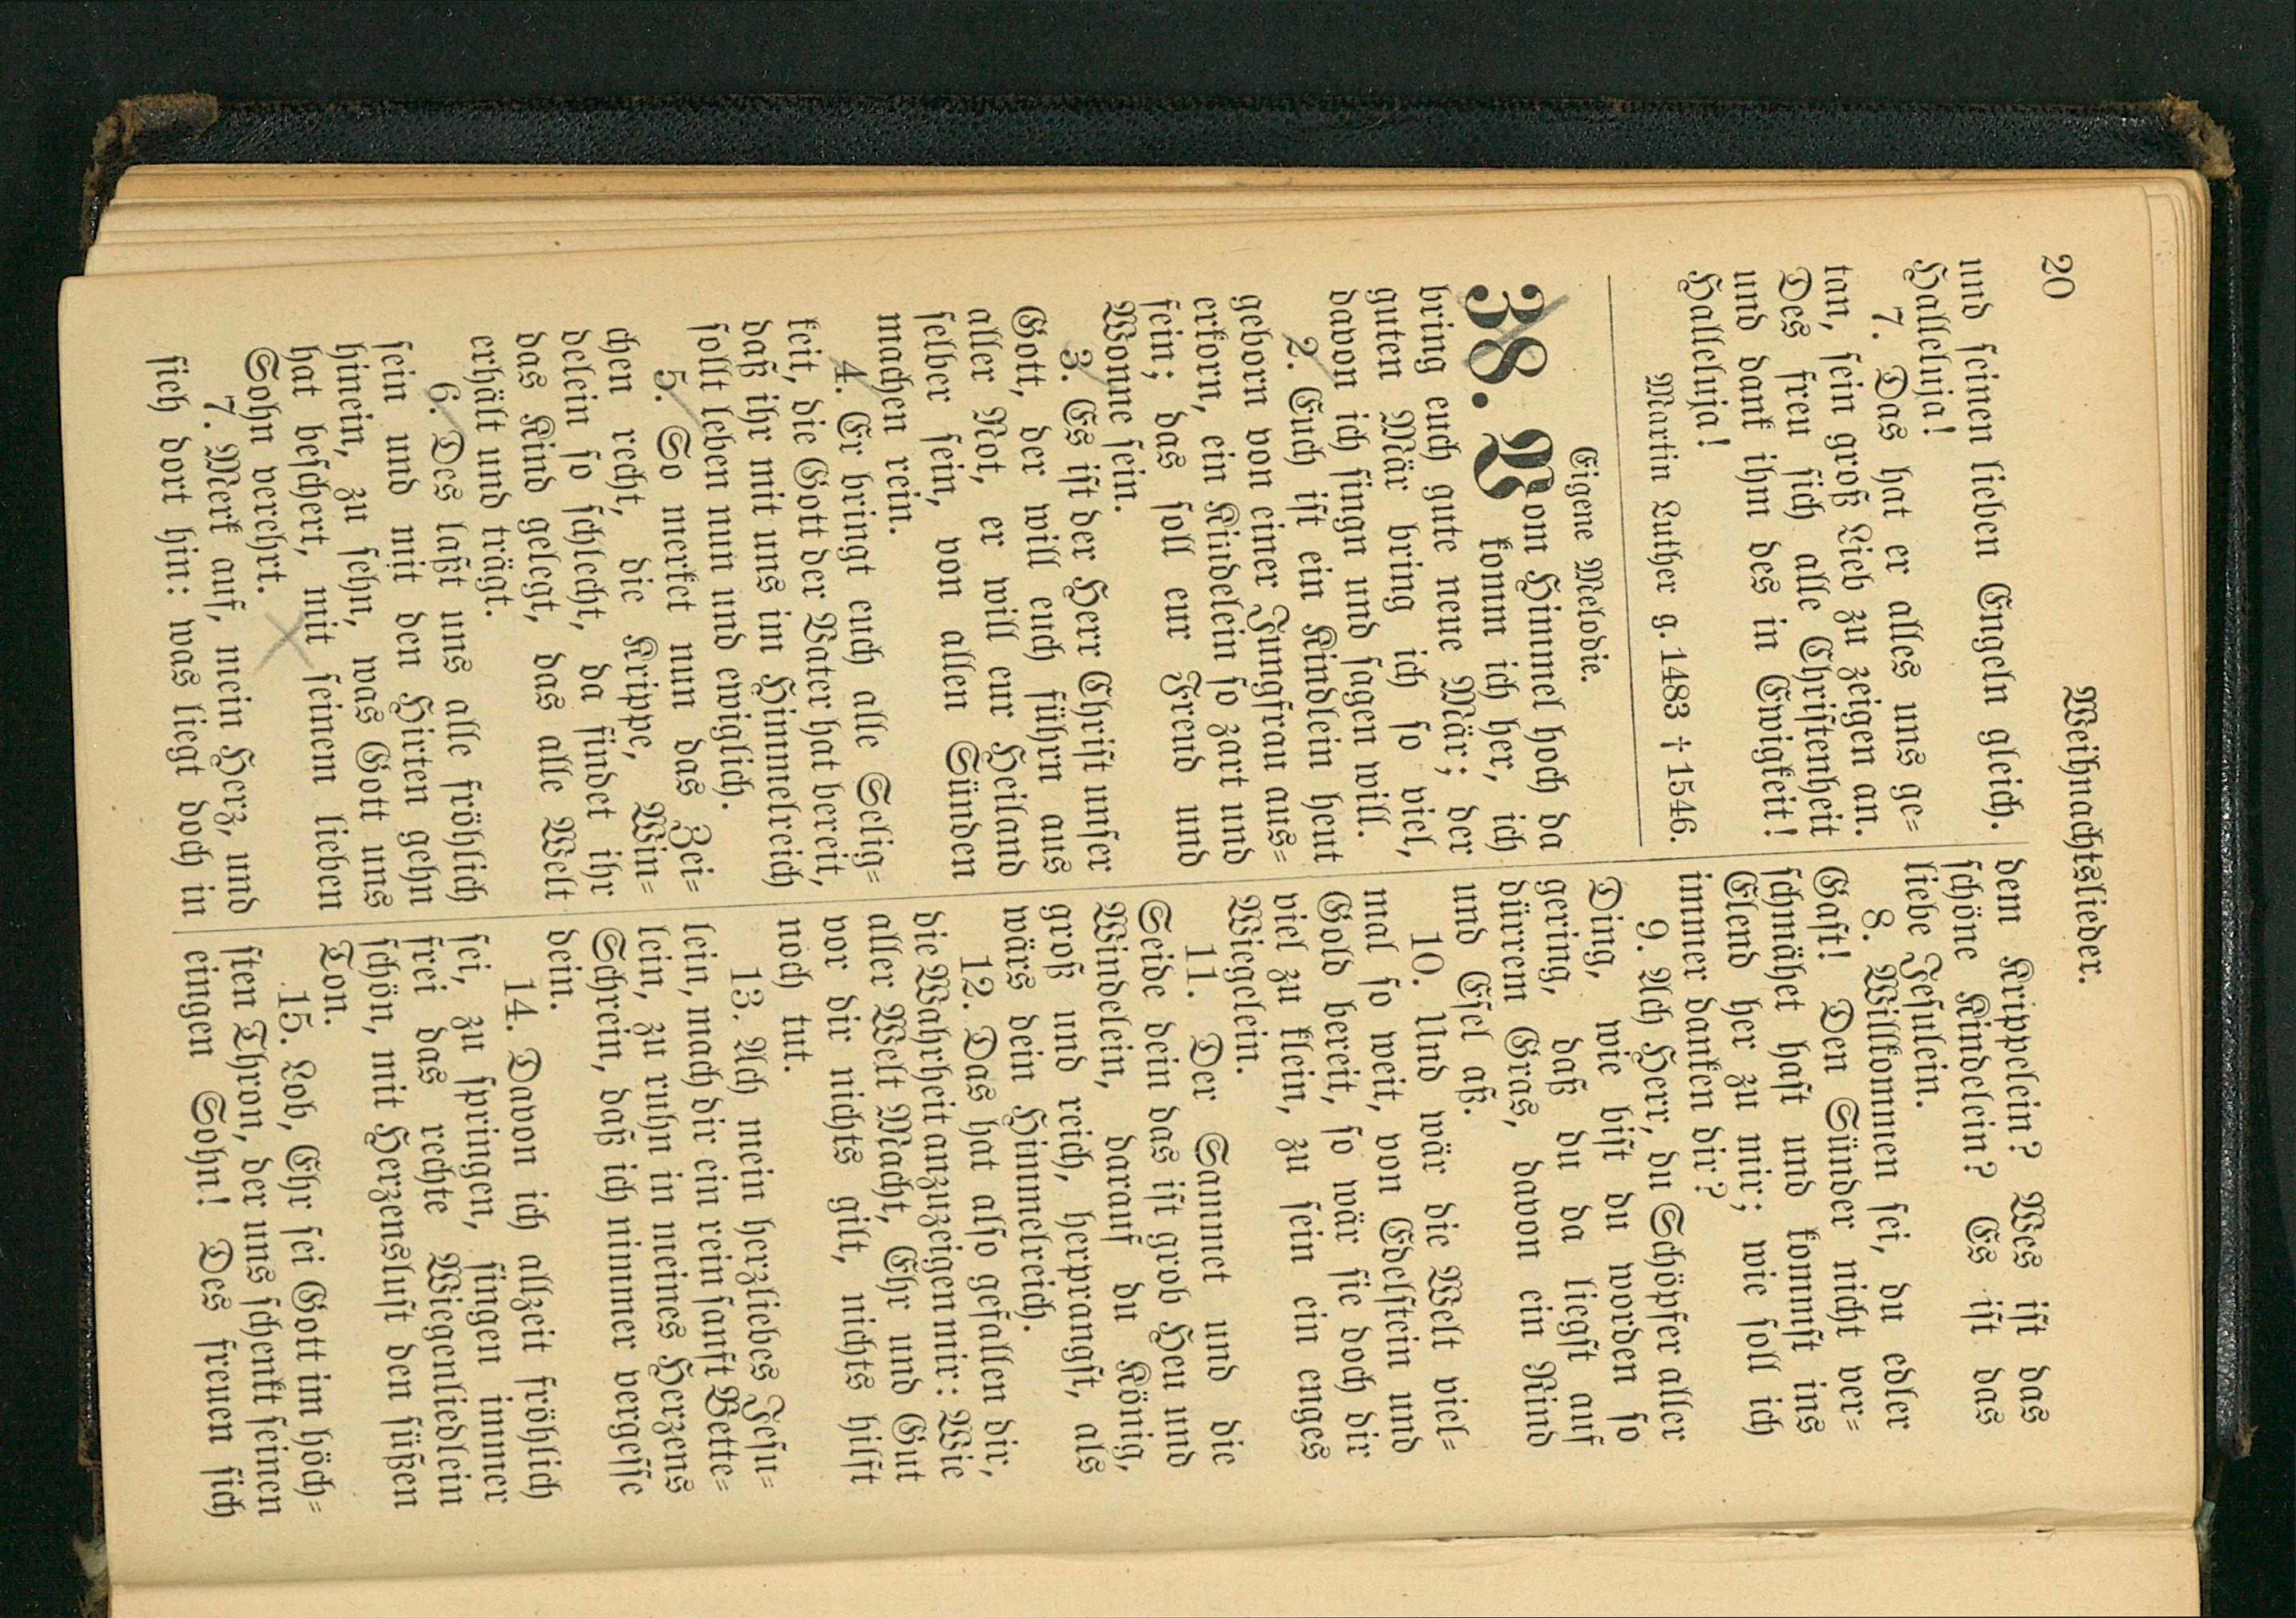 20
Weihnachtslieder.
und seinen lieben Engeln gleich.
Halleluja!
7. Das hat er alles uns ge-
tan, sein groß Lieb zu zeigen an.
Des freu sich alle Christenheit
und dank ihm des in Ewigkeit!
Halleluja!
Martin Luther g. 1483 † 1546.
Eigene Melodie.
38. Vom Himmel hoch da
komm ich her, ich
bring euch gute neue Mär; der
guten Mär bring ich so viel,
davon ich singn und sagen will.
2. Euch ist ein Kindlein heut
geborn von einer Jungfrau aus-
erkorn, ein Kindelein so zart und
fein; das soll eur Freud und
Wonne sein.
3. Es ist der Herr Christ unser
Gott, der will euch führn aus
aller Not, er will eur Heiland
selber sein, von allen Sünden
machen rein.
4. Er bringt euch alle Selig-
keit, die Gott der Vater hat bereit,
daß ihr mit uns im Himmelreich
sollt leben nun und ewiglich.
5. So merket nun das Zei-
chen recht, die Krippe, Win-
delein so schlecht, da findet ihr
das Kind gelegt, das alle Welt
erhält und trägt.
6. Des laßt uns alle fröhlich
sein und mit den Hirten gehn
hinein, zu sehn, was Gott uns
hat beschert, mit seinem lieben
Sohn verehrt.
7. Merk auf, mein Herz, und
sieh dort hin: was liegt doch in
dem Krippelein? Wes ist das
schöne Kindelein? Es ist das
liebe Jesulein.
8. Willkommen sei, du edler
Gast! Den Sünder nicht ver-
schmähet hast und kommst ins
Elend her zu mir; wie soll ich
immer danken dir?
9. Ach Herr, du Schöpfer aller
Ding, wie bist du worden so
gering, daß du da liegst auf
dürrem Gras, davon ein Rind
und Esel aß.
10. Und wär die Welt viel-
mal so weit, von Edelstein und
Gold bereit, so wär sie doch dir
viel zu klein, zu sein ein enges
Wiegelein.
11. Der Sammet und die
Seide dein das ist grob Heu und
Windelein, darauf du König,
groß und reich, herprangst, als
wärs dein Himmelreich.
12. Das hat also gefallen dir,
die Wahrheit anzuzeigen mir: Wie
aller Welt Macht, Ehr und Gut
vor dir nichts gilt, nichts hilft
noch tut.
13. Ach mein herzliebes Jesu-
lein, mach dir ein rein sanft Bette-
lein, zu ruhn in meines Herzens
Schrein, daß ich nimmer vergesse
dein.
14. Davon ich allzeit fröhlich
sei, zu springen, singen immer
frei das rechte Wiegenliedlein
schön, mit Herzenslust den süßen
Ton.
15. Lob, Ehr sei Gott im höch-
sten Thron, der uns schenkt seinen
eingen Sohn! Des freuen sich